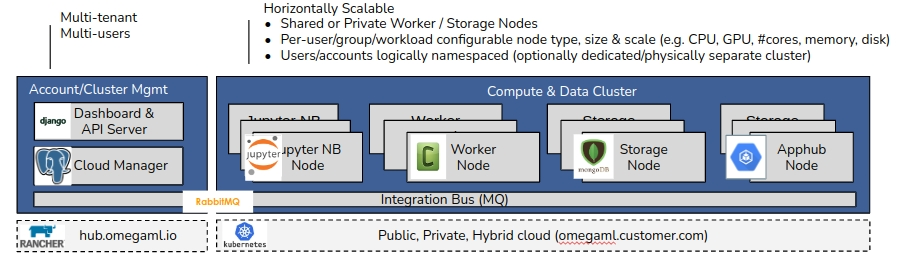 Multi-tenant
Multi-users
Horizontally Scalable
• Shared or Private Worker / Storage Nodes
• Per-user/group/workload configurable node type, size & scale (e.g. CPU, GPU, #cores, memory, disk)
• Users/accounts logically namespaced (optionally dedicated/physically separate cluster)
Account/Cluster Mgmt
django
Dashboard &
API Server
Cloud Manager
Compute & Data Cluster
Jupyter NB
jupyter
Jupyter NB
Node
Worker
Worker
Node
Storage
mongoDB
Storage
Node
Storage
Apphub
Node
RabbitMQ
Integration Bus (MQ)
RANCHER
hub.omegaml.io
kubernetes
Public, Private, Hybrid cloud (omegaml.customer.com)